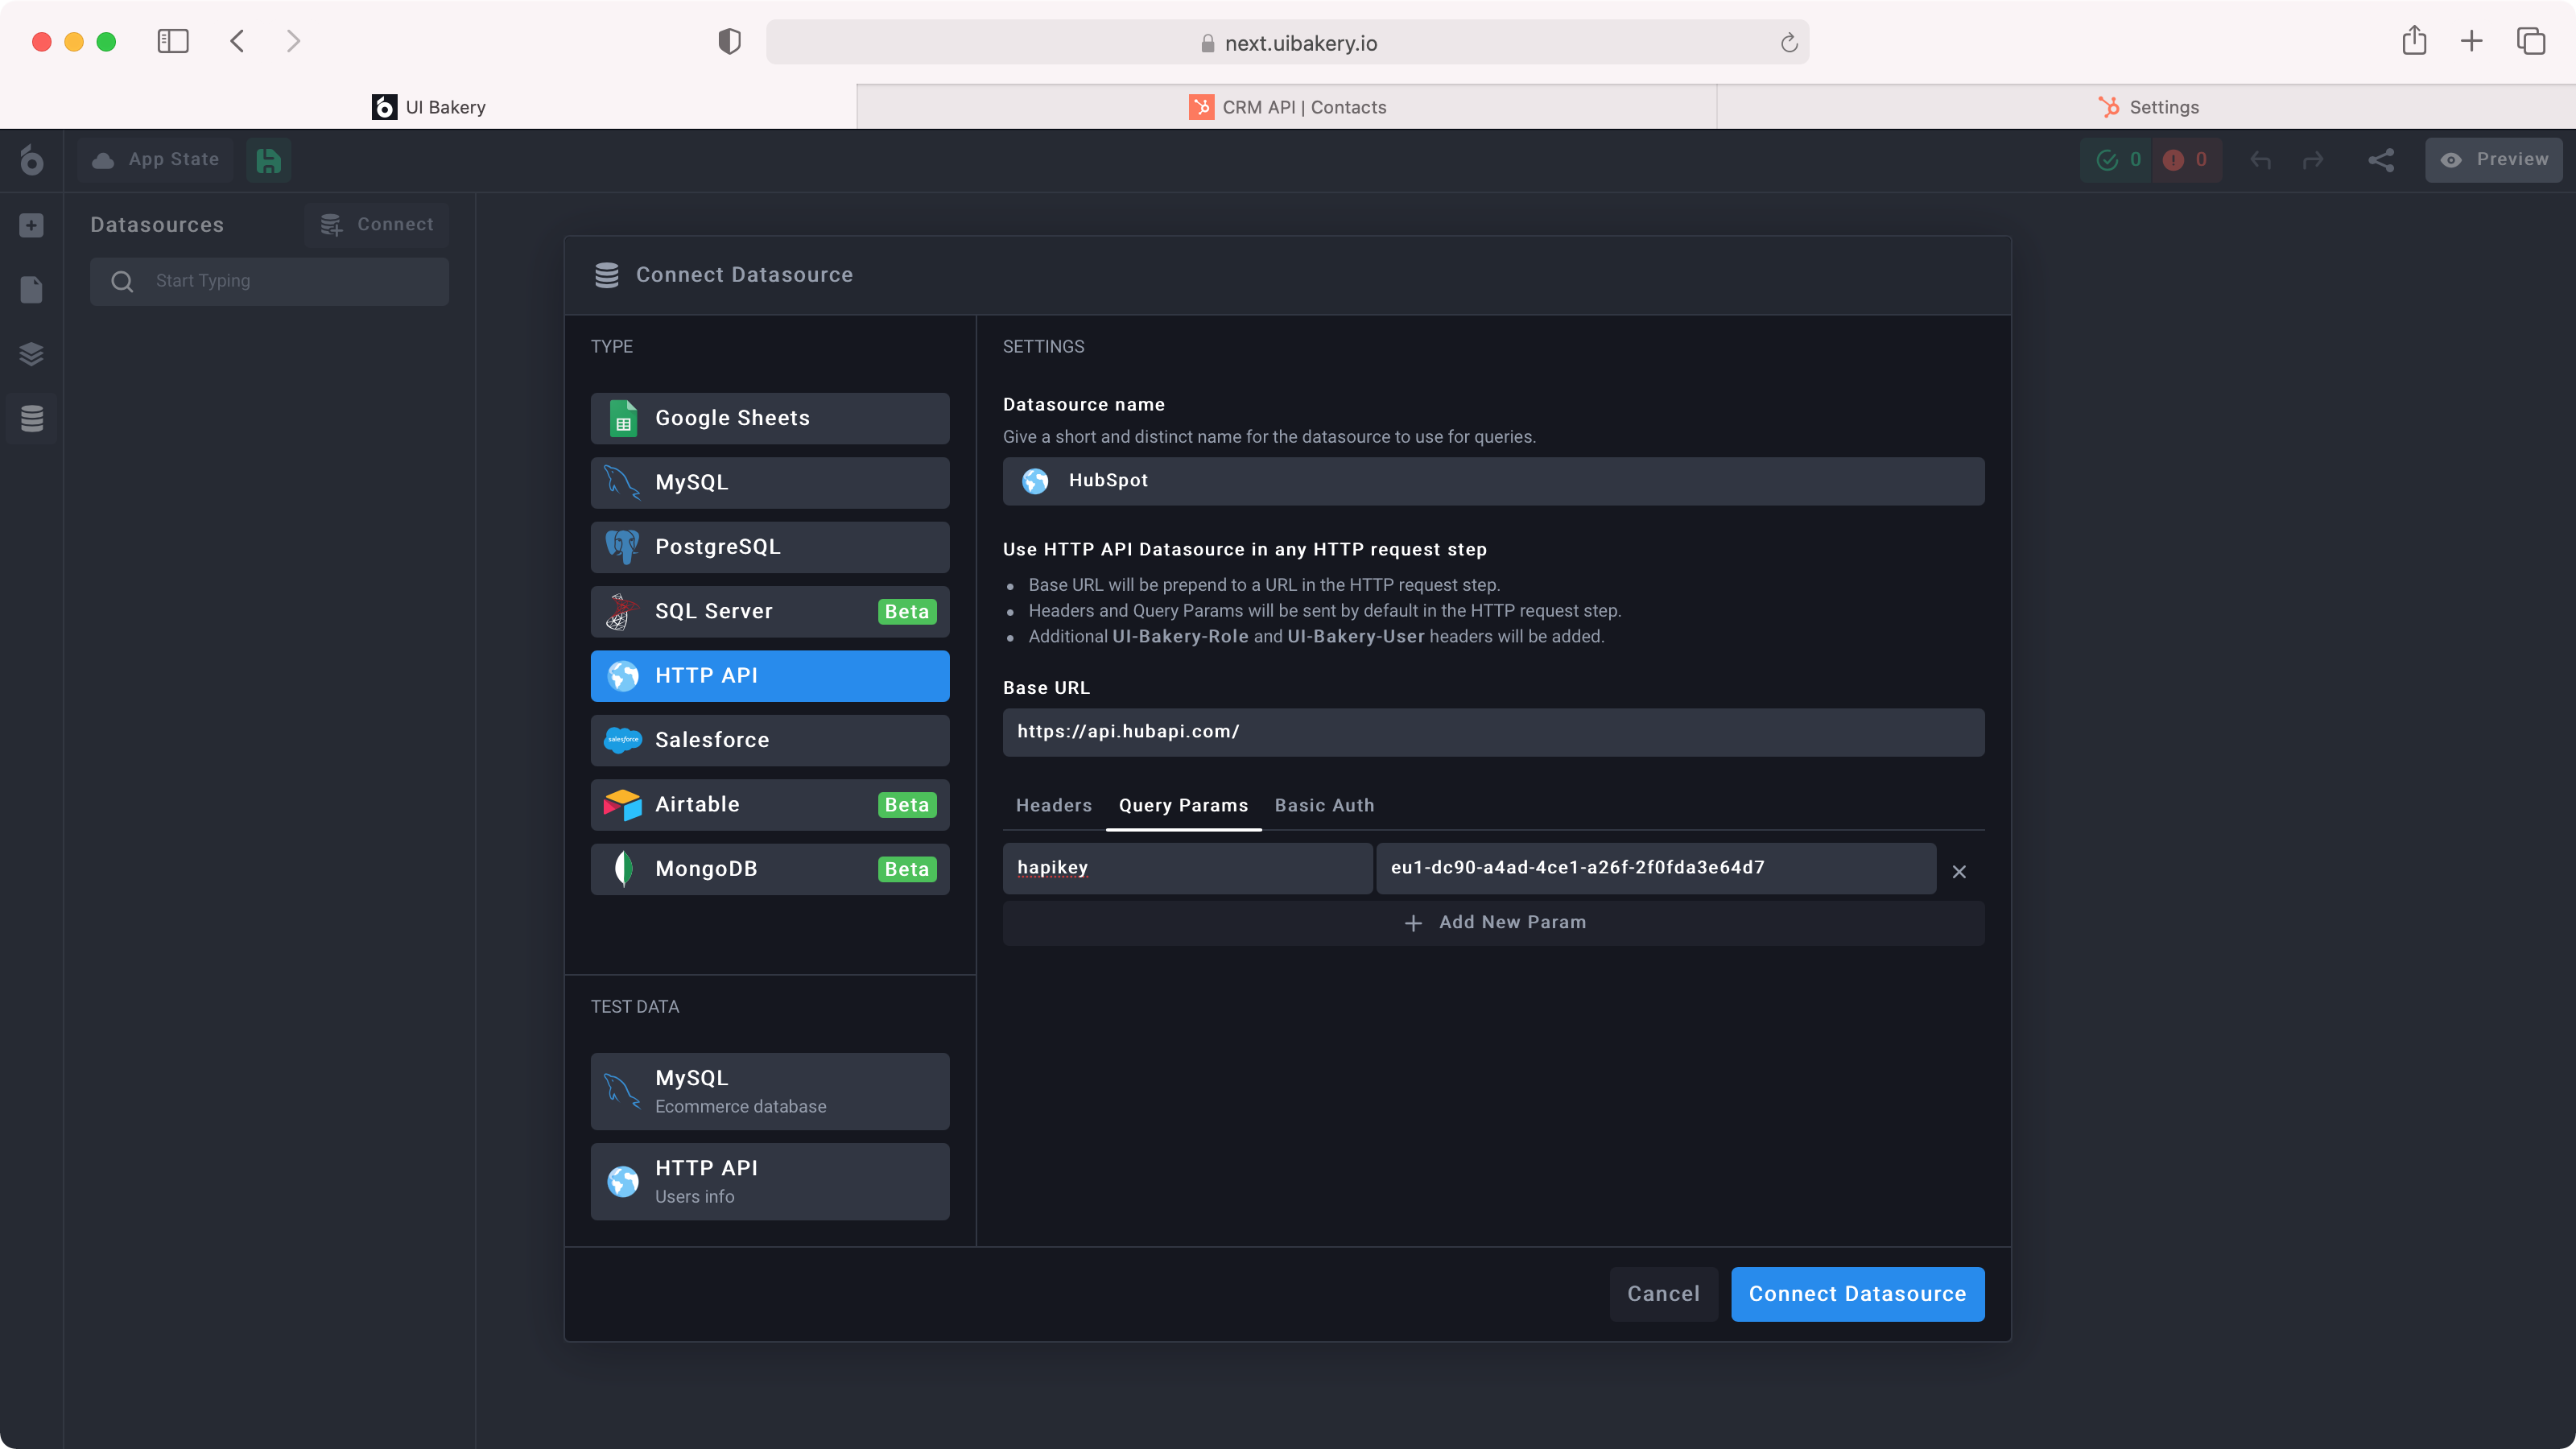 next.uibakery.io
UI Bakery
CRM API | Contacts
Settings
App State
0
0
Preview
Datasources
Connect
Start Typing
Connect Datasource
TYPE
Google Sheets
MySQL
PostgreSQL
SQL Server Beta
HTTP API
salesforce Salesforce
Airtable Beta
MongoDB Beta
TEST DATA
MySQL
Ecommerce database
HTTP API
Users info
SETTINGS
Datasource name
Give a short and distinct name for the datasource to use for queries.
HubSpot
Use HTTP API Datasource in any HTTP request step
Base URL will be prepend to a URL in the HTTP request step.
Headers and Query Params will be sent by default in the HTTP request step.
Additional UI-Bakery-Role and UI-Bakery-User headers will be added.
Base URL
https://api.hubapi.com/
Headers Query Params Basic Auth
hapikey eu1-dc90-a4ad-4ce1-a26f-2f0fda3e64d7
Add New Param
Cancel
Connect Datasource